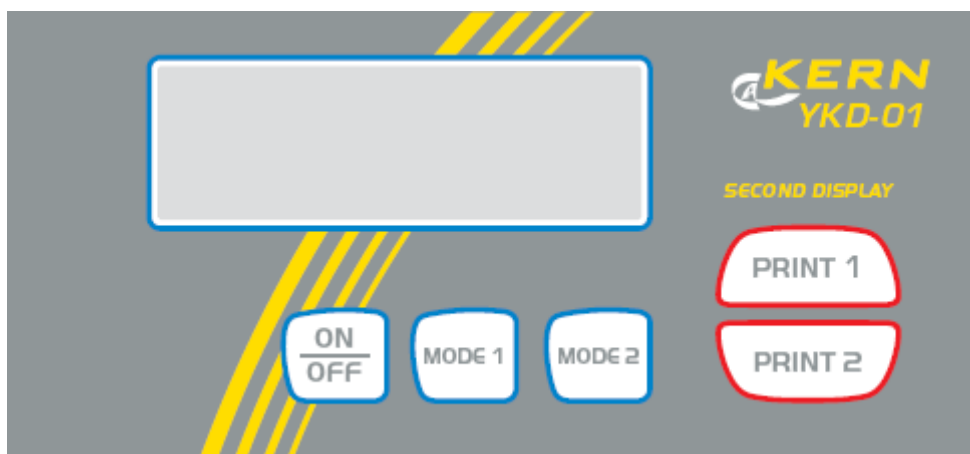 KERN
YKD-01
SECOND DISPLAY
PRINT 1
ON
OFF
MODE 1
MODE 2
PRINT 2